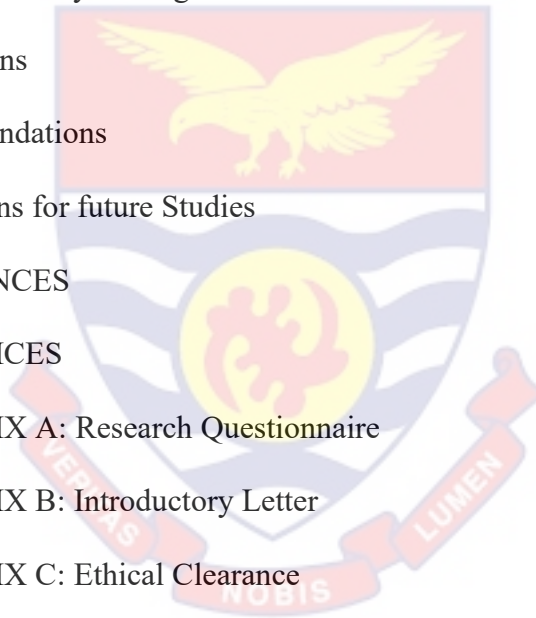 ns
ndations
ns for future Studies
NCES
ICES
IX A: Research Questionnaire
IX B: Introductory Letter
IX C: Ethical Clearance
VERITAS
NOBIS
LUMEN